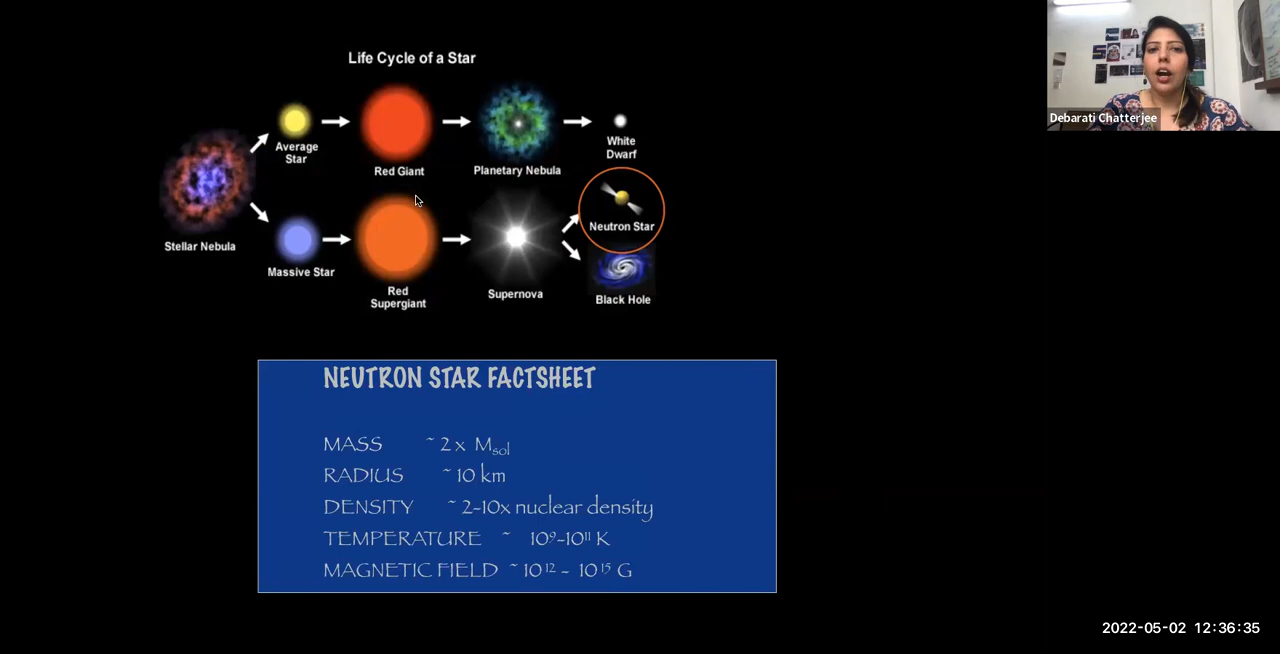 Life Cycle of a Star
Average
Star
Red Giant
Planetary Nebula
White
Dwarf
Stellar Nebula
Massive Star
Red
Supergiant
Supernova
Neutron Star
Black Hole
NEUTRON STAR FACTSHEET
MASS ~ 2 x M_sol
RADIUS ~ 10 km
DENSITY ~ 2-10x nuclear density
TEMPERATURE ~ 10⁹-10¹¹ K
MAGNETIC FIELD ~ 10¹² - 10¹⁵ G
Debarati Chatterjee
2022-05-02 12:36:35